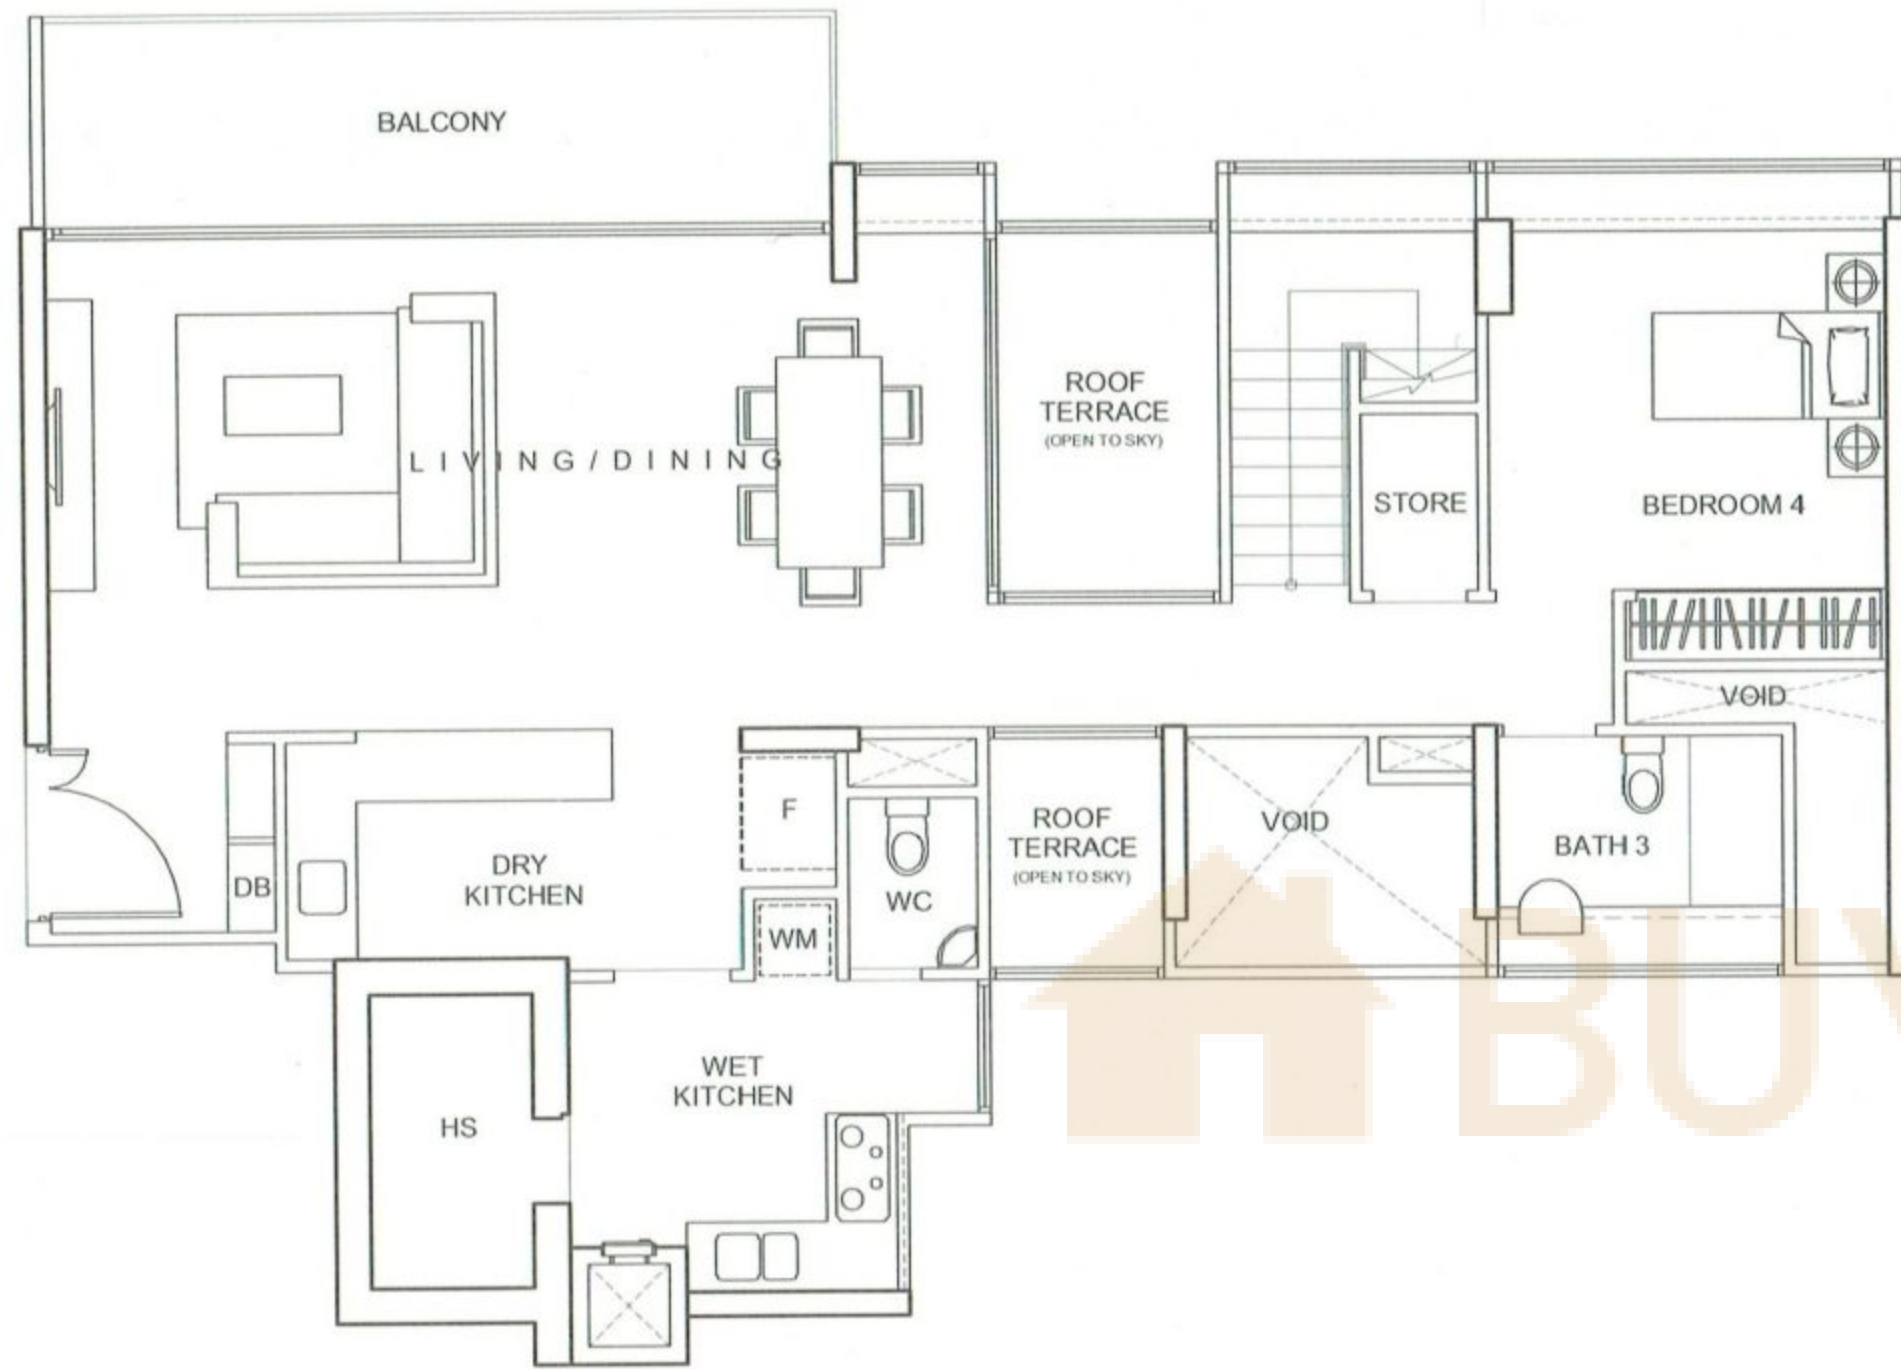 BALCONY
ROOF
TERRACE
(OPEN TO SKY)
LIVING/DINING
STORE
BEDROOM 4
VOID
F
DRY
KITCHEN
DB
WC
WM
ROOF
TERRACE
(OPEN TO SKY)
VOID
BATH 3
WET
KITCHEN
HS
BUY